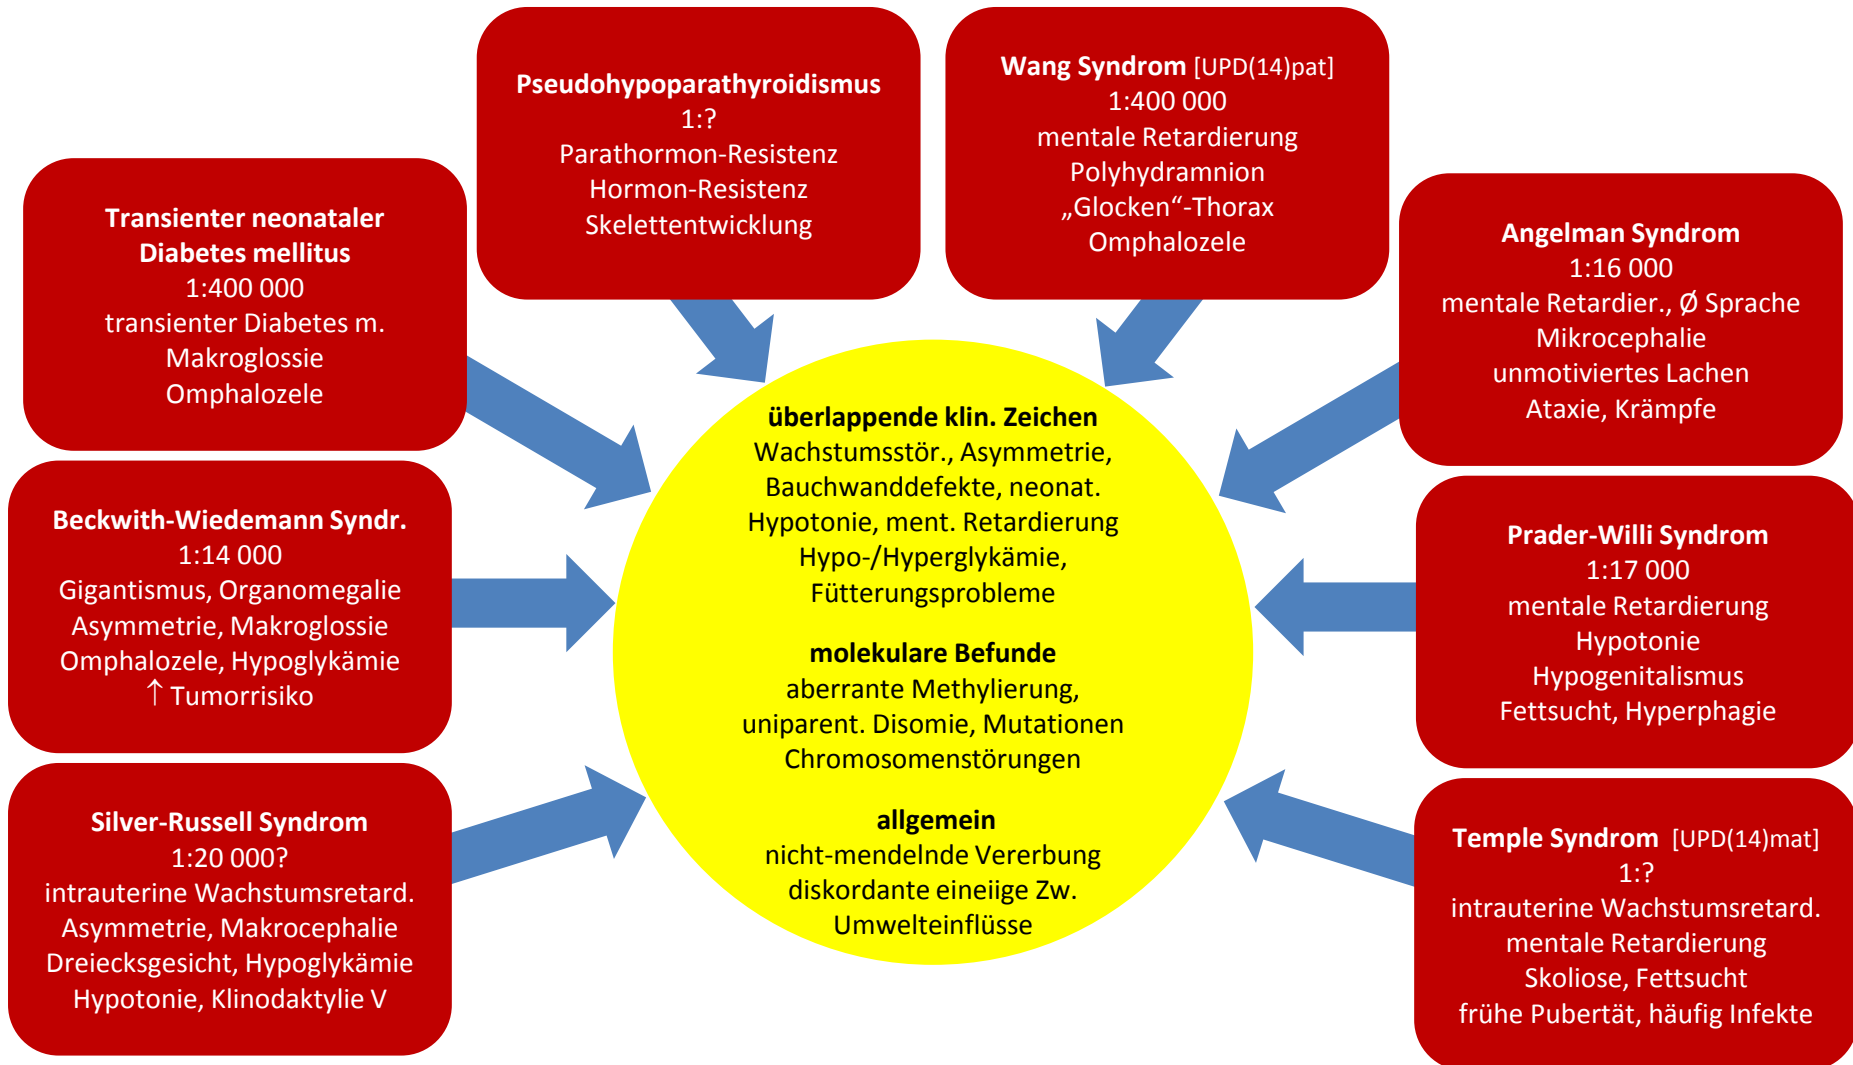 Pseudohypoparathyroidismus
1:?
Parathormon-Resistenz
Hormon-Resistenz
Skelettentwicklung
Wang Syndrom [UPD(14)pat]
1:400 000
mentale Retardierung
Polyhydramnion
„Glocken“-Thorax
Omphalozele
Transienter neonataler
Diabetes mellitus
1:400 000
transienter Diabetes m.
Makroglossie
Omphalozele
Angelman Syndrom
1:16 000
mentale Retardier., Ø Sprache
Mikrocephalie
unmotiviertes Lachen
Ataxie, Krämpfe
Beckwith-Wiedemann Syndr.
1:14 000
Gigantismus, Organomegalie
Asymmetrie, Makroglossie
Omphalozele, Hypoglykämie
↑ Tumorrisiko
überlappende klin. Zeichen
Wachstumsstör., Asymmetrie,
Bauchwanddefekte, neonat.
Hypotonie, ment. Retardierung
Hypo-/Hyperglykämie,
Fütterungsprobleme
molekulare Befunde
aberrante Methylierung,
uniparent. Disomie, Mutationen
Chromosomenstörungen
allgemein
nicht-mendelnde Vererbung
diskordante eineiige Zw.
Umwelteinflüsse
Prader-Willi Syndrom
1:17 000
mentale Retardierung
Hypotonie
Hypogenitalismus
Fettsucht, Hyperphagie
Silver-Russell Syndrom
1:20 000?
intrauterine Wachstumsretard.
Asymmetrie, Makrocephalie
Dreiecksgesicht, Hypoglykämie
Hypotonie, Klinodaktylie V
Temple Syndrom [UPD(14)mat]
1:?
intrauterine Wachstumsretard.
mentale Retardierung
Skoliose, Fettsucht
frühe Pubertät, häufig Infekte